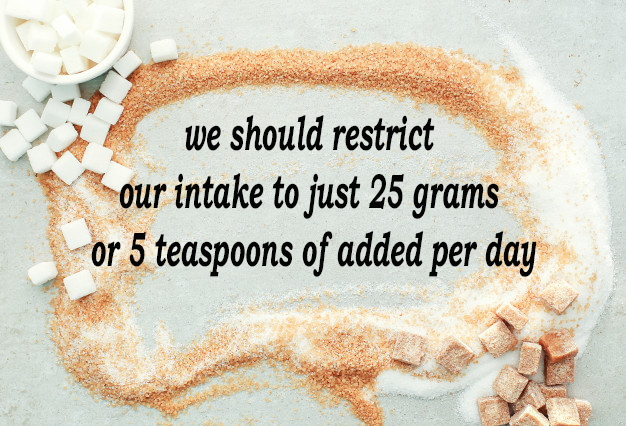 we should restrict
our intake to just 25 grams
or 5 teaspoons of added per day